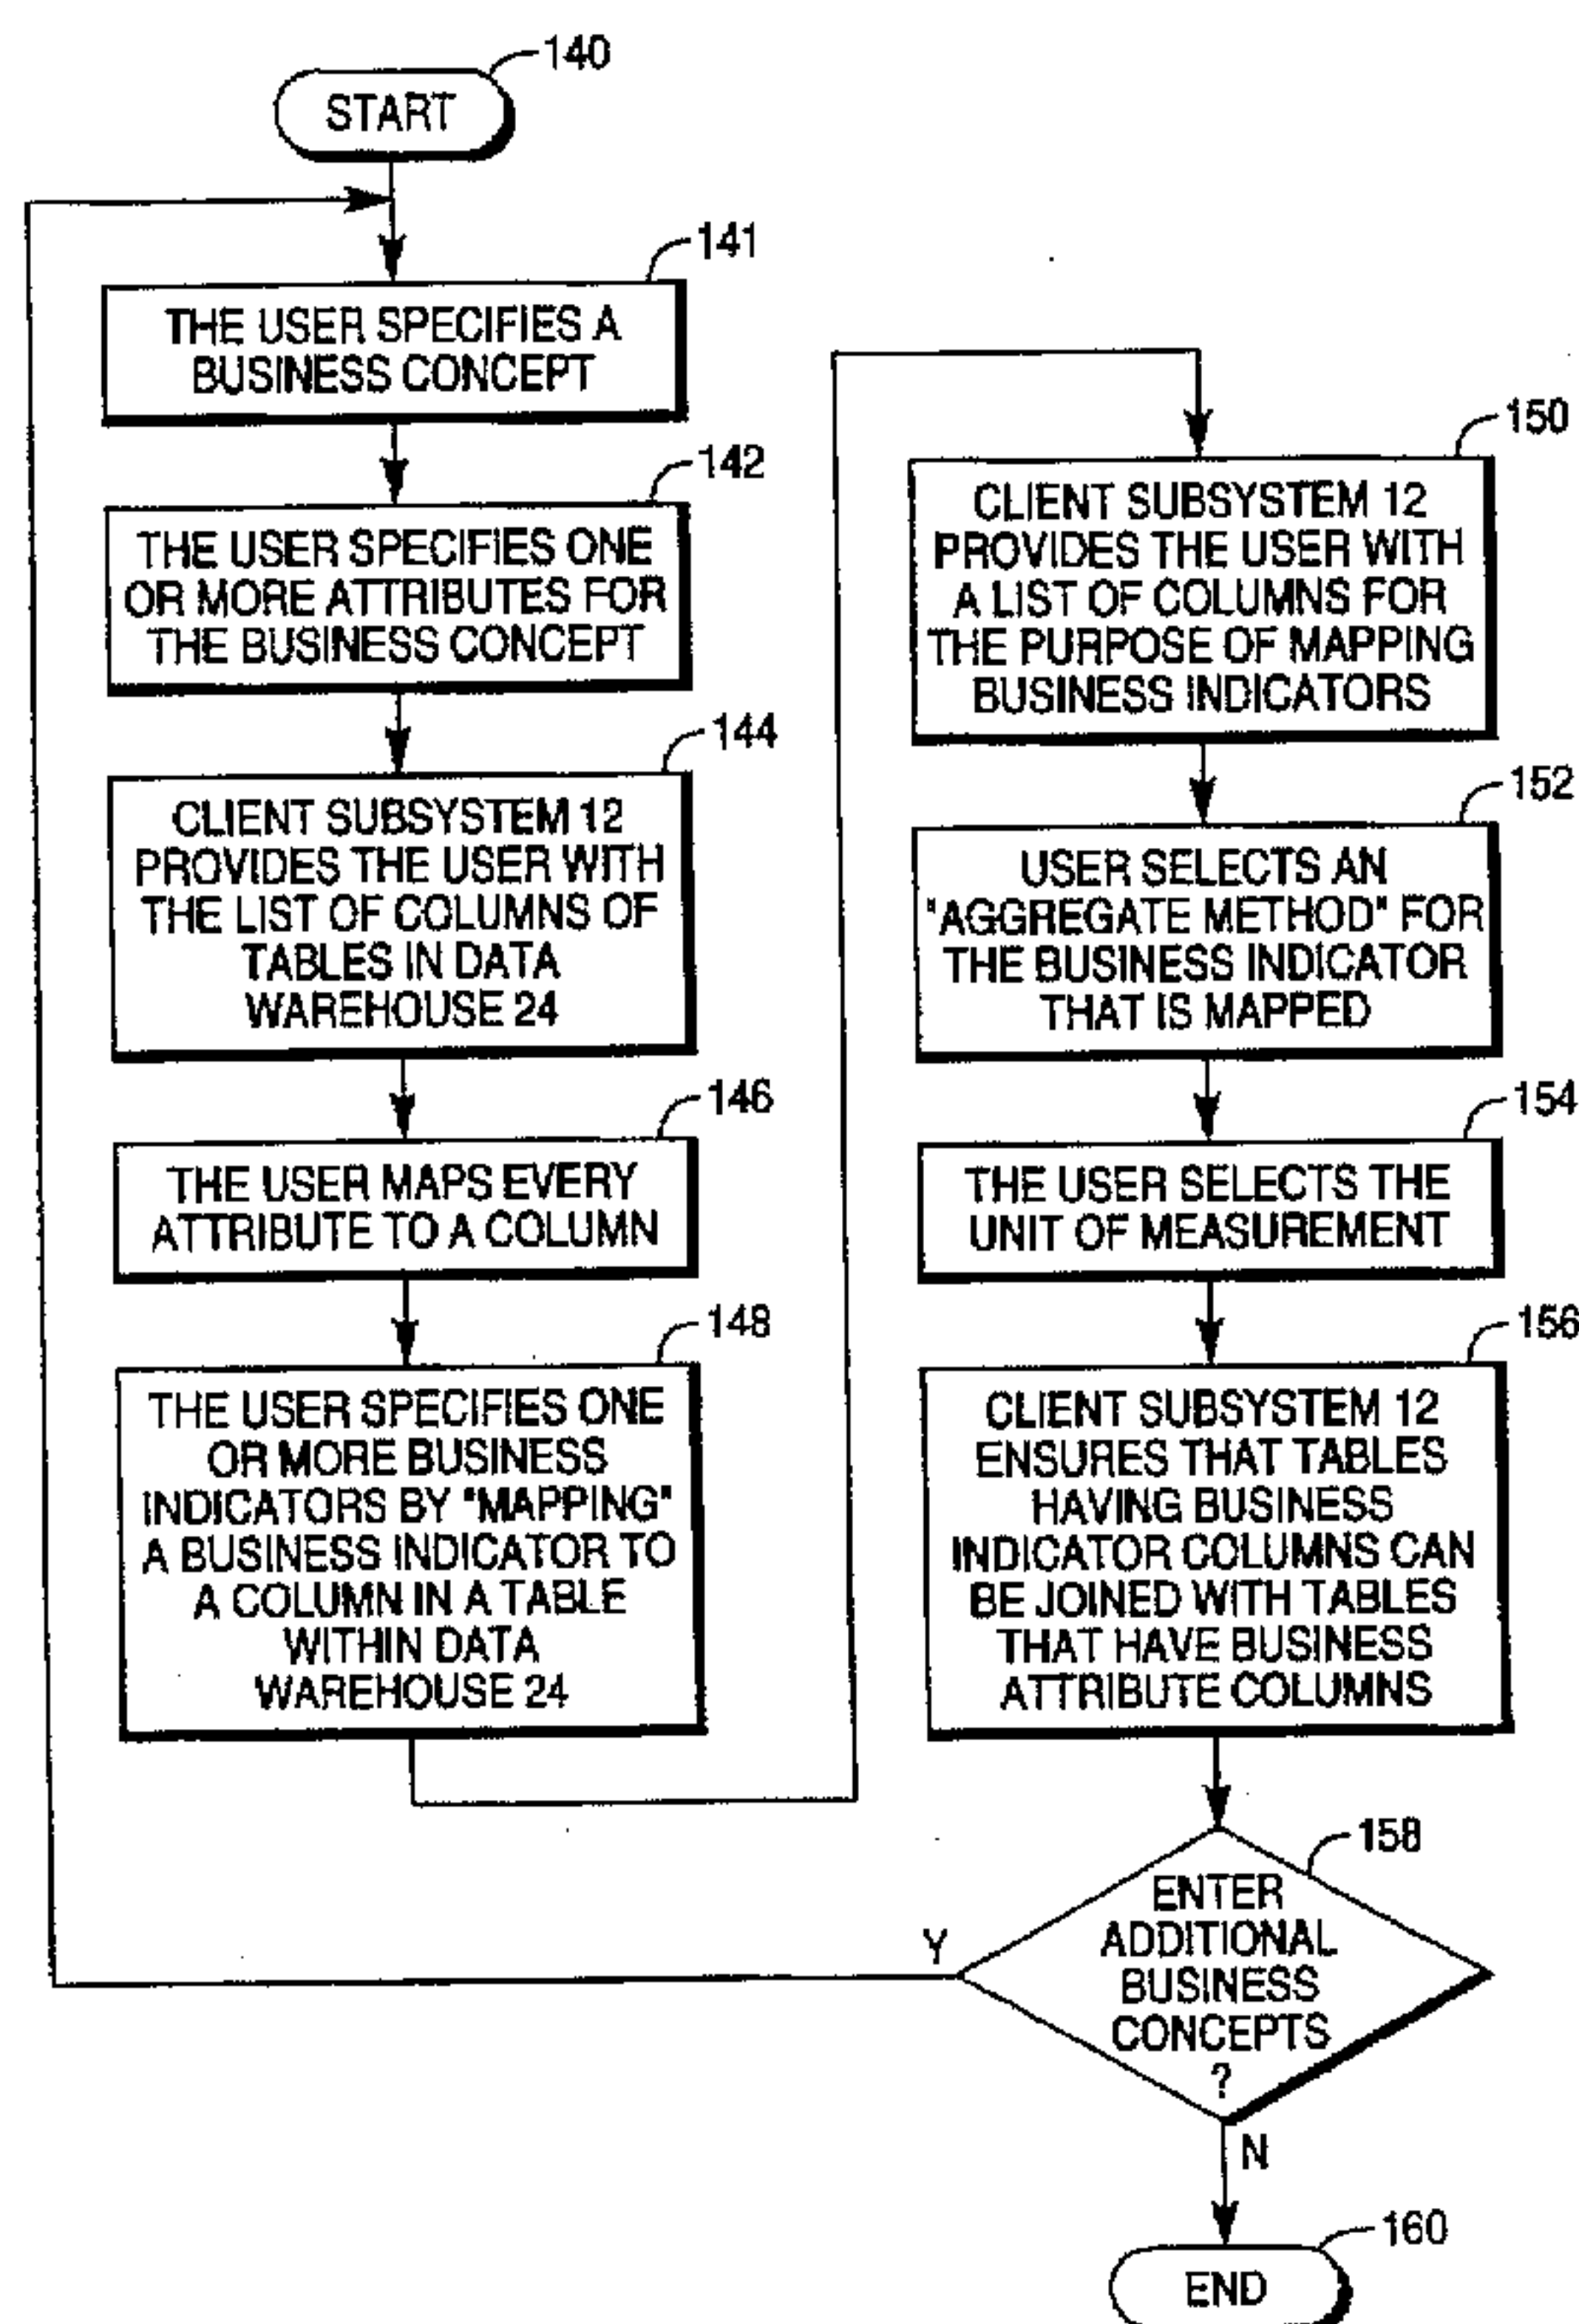 140
START
141
THE USER SPECIFIES A
BUSINESS CONCEPT
142
THE USER SPECIFIES ONE
OR MORE ATTRIBUTES FOR
THE BUSINESS CONCEPT
144
CLIENT SUBSYSTEM 12
PROVIDES THE USER WITH
THE LIST OF COLUMNS OF
TABLES IN DATA
WAREHOUSE 24
146
THE USER MAPS EVERY
ATTRIBUTE TO A COLUMN
148
THE USER SPECIFIES ONE
OR MORE BUSINESS
INDICATORS BY "MAPPING"
A BUSINESS INDICATOR TO
A COLUMN IN A TABLE
WITHIN DATA
WAREHOUSE 24
150
CLIENT SUBSYSTEM 12
PROVIDES THE USER WITH
A LIST OF COLUMNS FOR
THE PURPOSE OF MAPPING
BUSINESS INDICATORS
152
USER SELECTS AN
"AGGREGATE METHOD" FOR
THE BUSINESS INDICATOR
THAT IS MAPPED
154
THE USER SELECTS THE
UNIT OF MEASUREMENT
156
CLIENT SUBSYSTEM 12
ENSURES THAT TABLES
HAVING BUSINESS
INDICATOR COLUMNS CAN
BE JOINED WITH TABLES
THAT HAVE BUSINESS
ATTRIBUTE COLUMNS
158
ENTER
ADDITIONAL
BUSINESS
CONCEPTS
?
Y
N
160
END